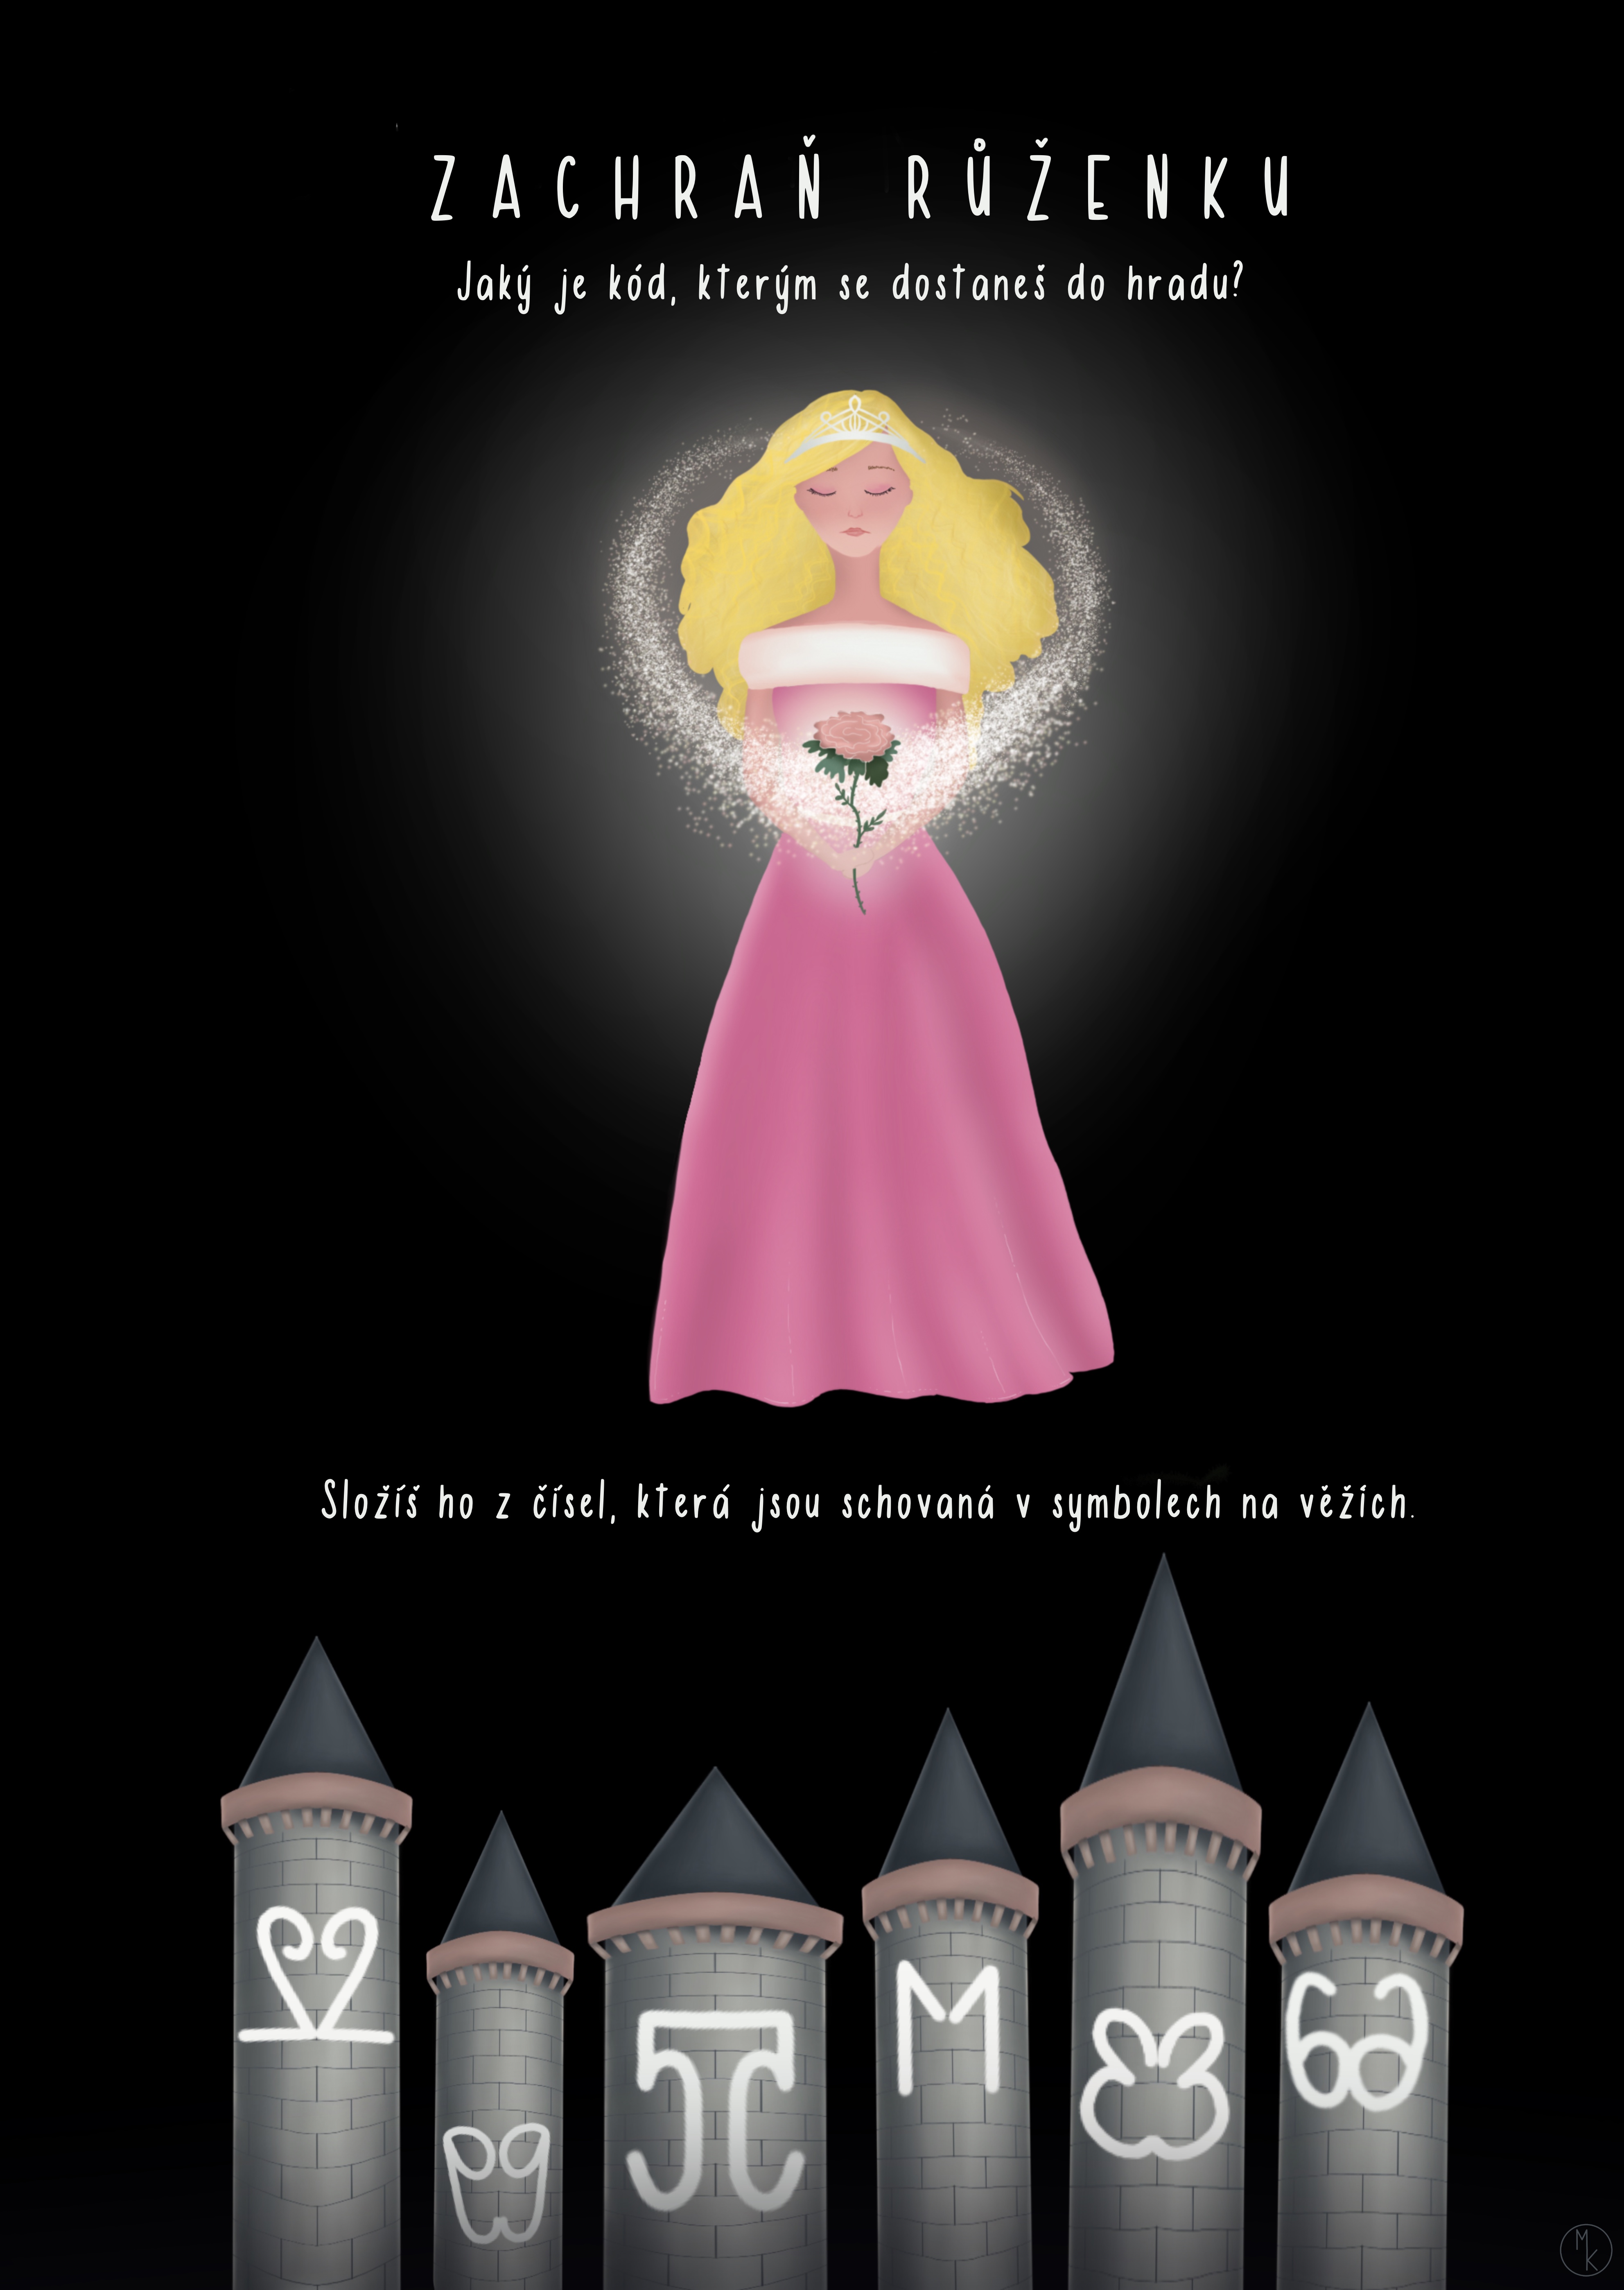 ZACHRAŇ RŮŽENKU
Jaký je kód, kterým se dostaneš do hradu?
Složíš ho z čísel, která jsou schovaná v symbolech na věžích.
M
MK